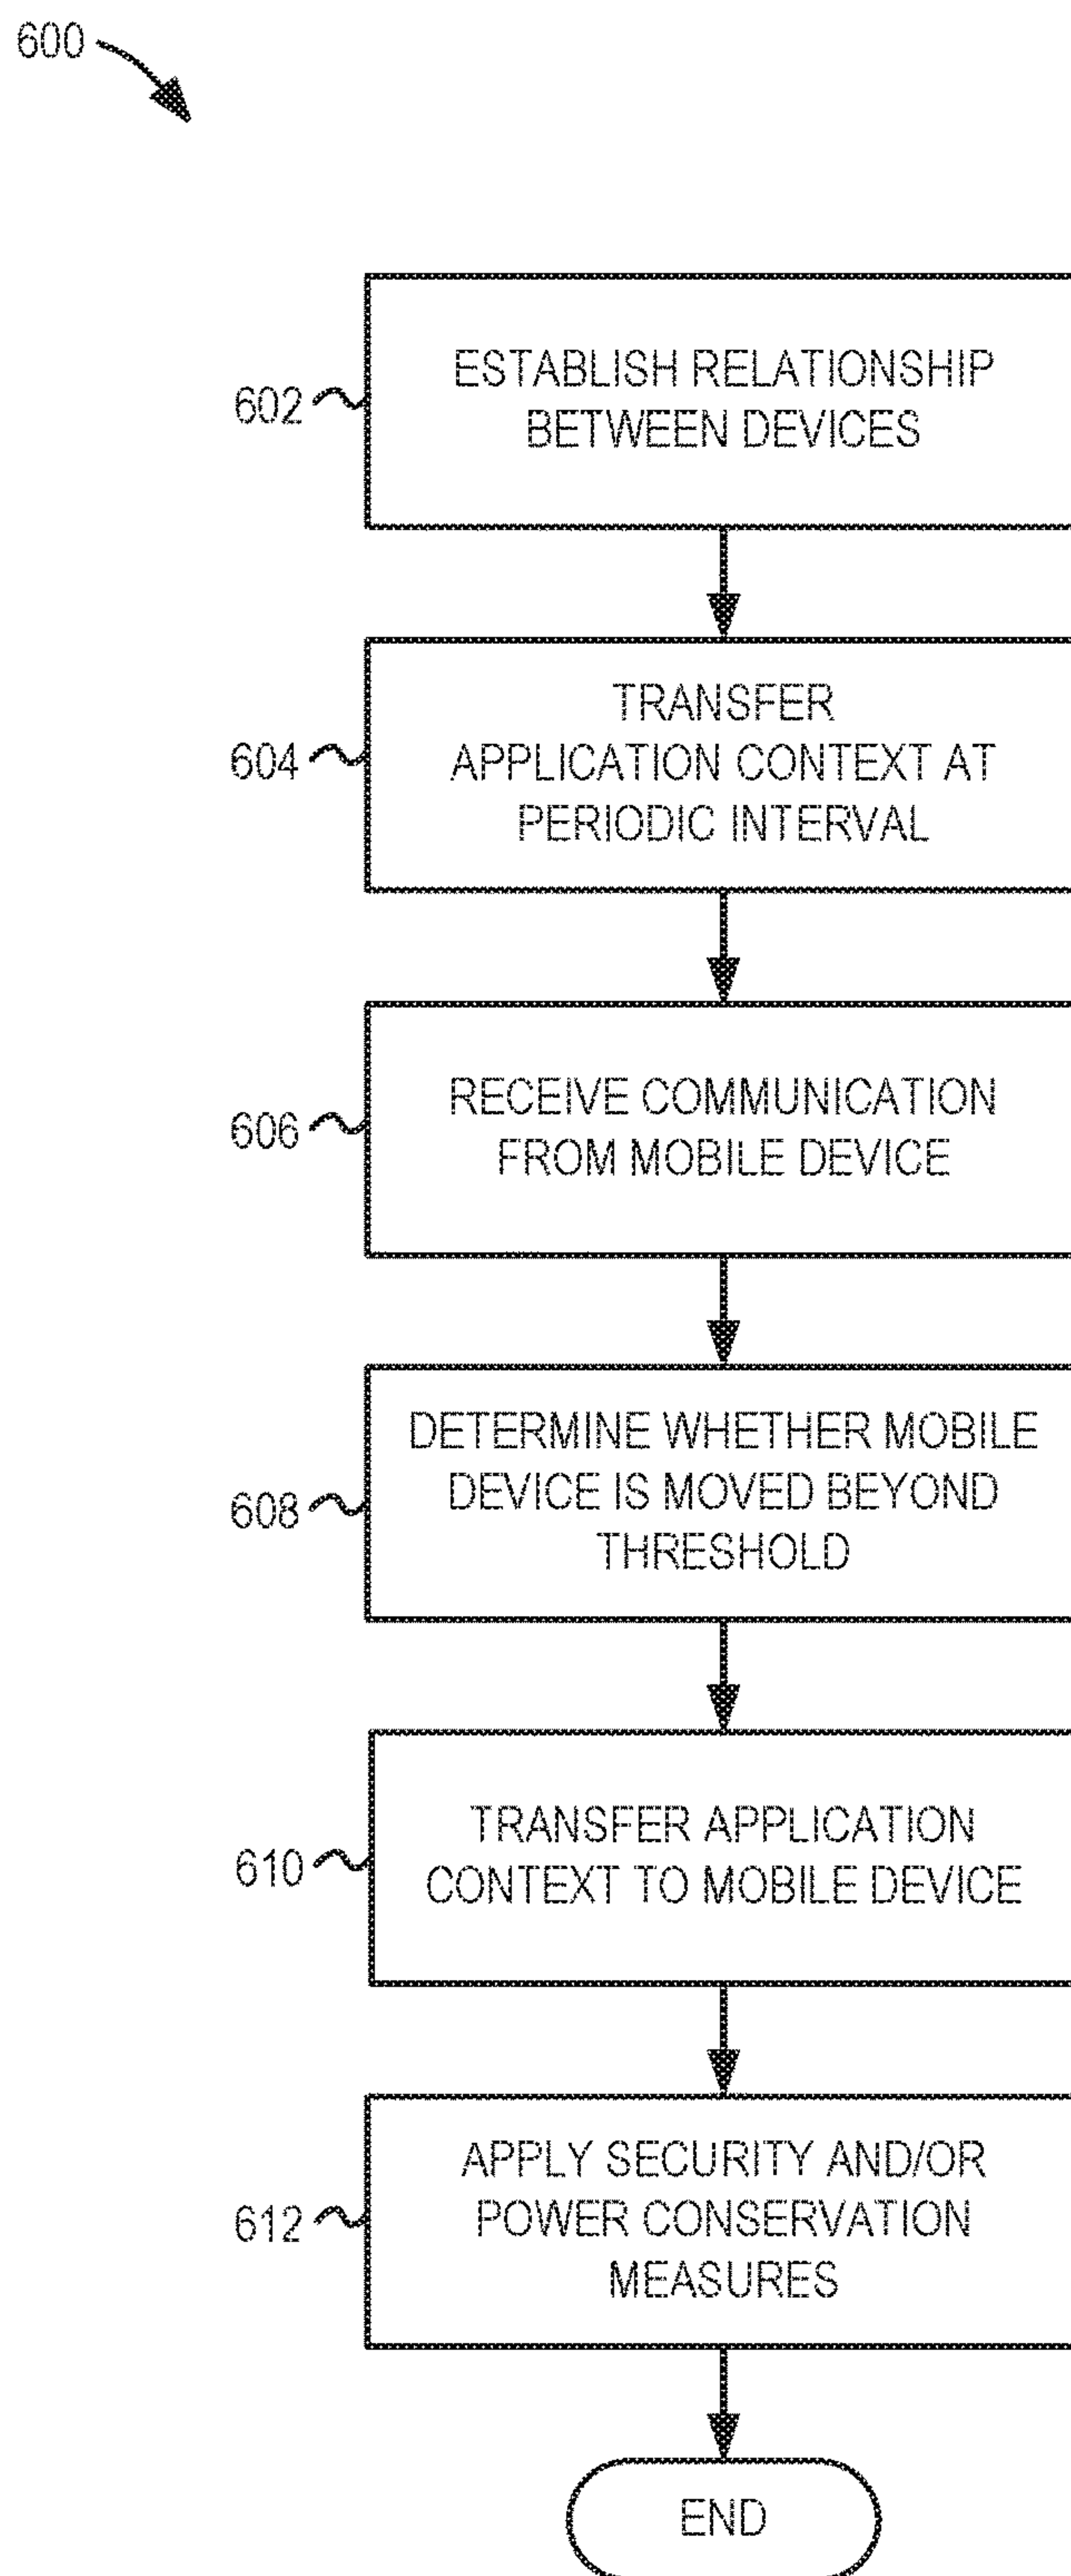 600
602
ESTABLISH RELATIONSHIP
BETWEEN DEVICES
604
TRANSFER
APPLICATION CONTEXT AT
PERIODIC INTERVAL
606
RECEIVE COMMUNICATION
FROM MOBILE DEVICE
608
DETERMINE WHETHER MOBILE
DEVICE IS MOVED BEYOND
THRESHOLD
610
TRANSFER APPLICATION
CONTEXT TO MOBILE DEVICE
612
APPLY SECURITY AND/OR
POWER CONSERVATION
MEASURES
END